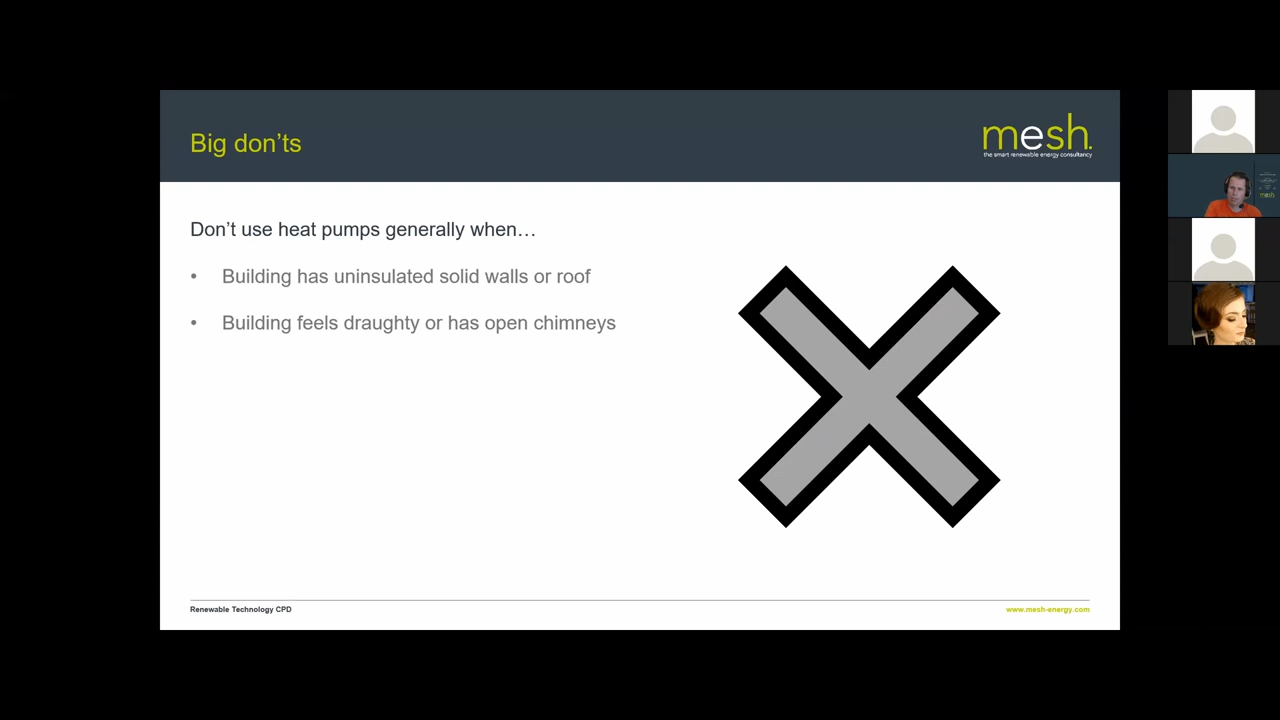 Big don'ts
mesh.
the smart renewable energy consultancy
Don't use heat pumps generally when…
• Building has uninsulated solid walls or roof
• Building feels draughty or has open chimneys
Renewable Technology CPD
www.mesh-energy.com
mesh